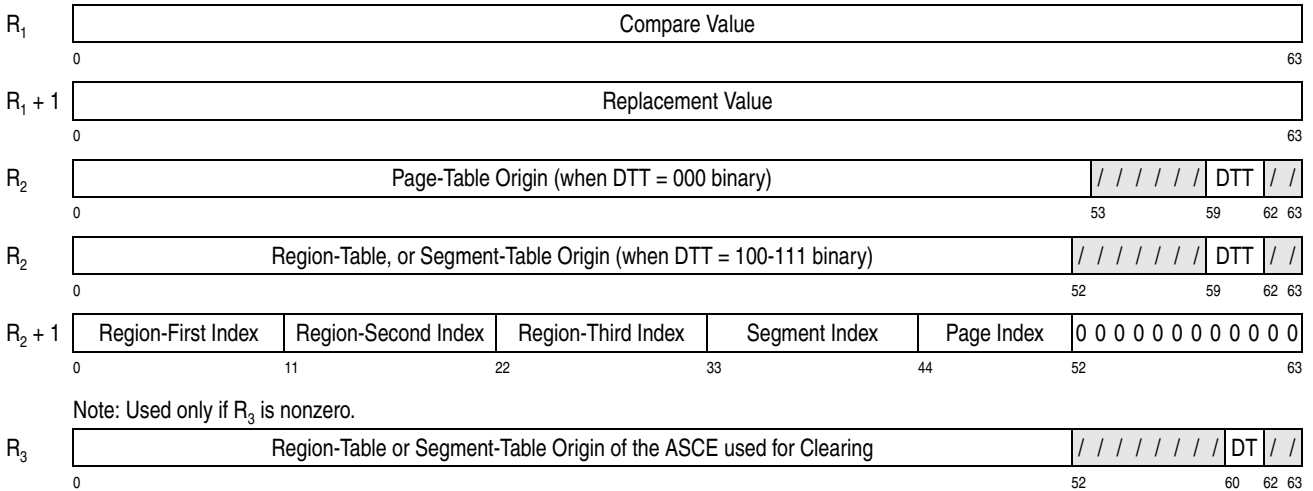 R1 Compare Value
0 63
R1 + 1 Replacement Value
0 63
R2 Page-Table Origin (when DTT = 000 binary) / / / / / / DTT / /
0 53 59 62 63
R2 Region-Table, or Segment-Table Origin (when DTT = 100-111 binary) / / / / / / / DTT / /
0 52 59 62 63
R2 + 1 Region-First Index Region-Second Index Region-Third Index Segment Index Page Index 0 0 0 0 0 0 0 0 0 0 0 0
0 11 22 33 44 52 63
Note: Used only if R3 is nonzero.
R3 Region-Table or Segment-Table Origin of the ASCE used for Clearing / / / / / / / / DT / /
0 52 60 62 63